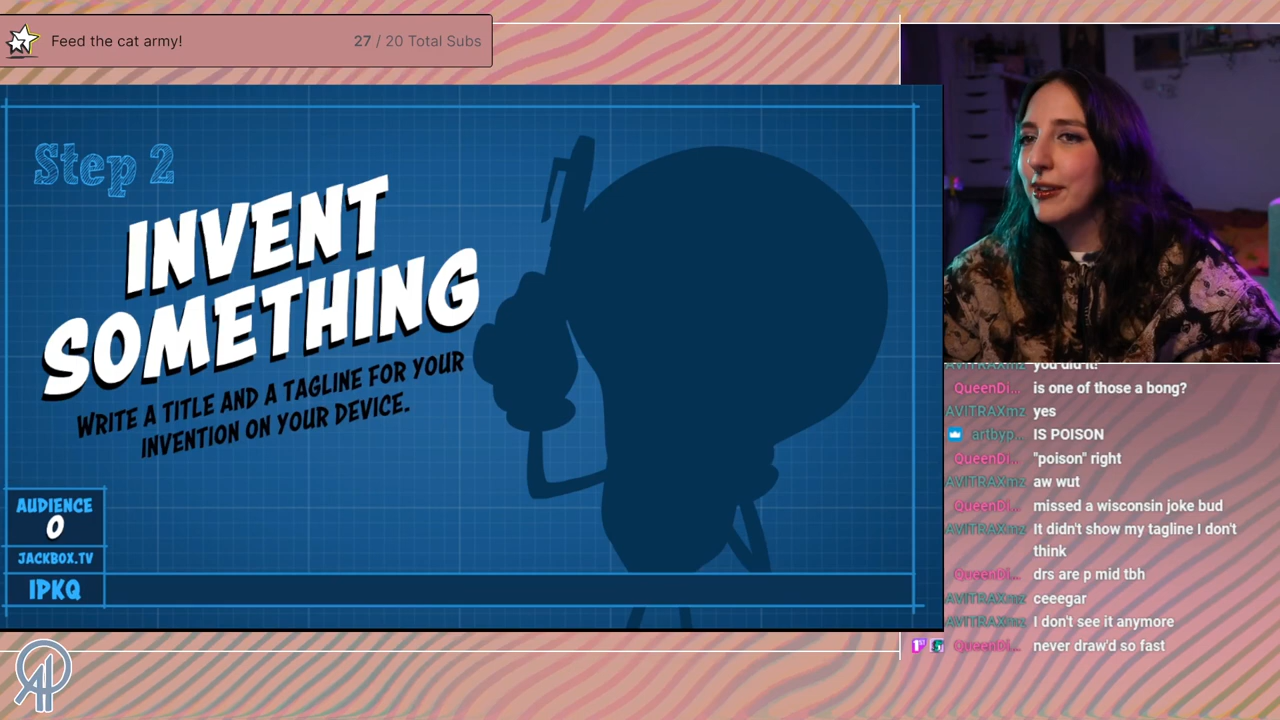 Feed the cat army!
27 / 20 Total Subs
Step 2
INVENT
SOMETHING
WRITE A TITLE AND A TAGLINE FOR YOUR
INVENTION ON YOUR DEVICE.
AUDIENCE
0
JACKBOX.TV
IPKQ
AVITRAXmz you did it!
QueenDi... is one of those a bong?
AVITRAXmz yes
artbyp... IS POISON
QueenDi... "poison" right
AVITRAXmz aw wut
QueenDi... missed a wisconsin joke bud
AVITRAXmz It didn't show my tagline I don't
think
QueenDi... drs are p mid tbh
AVITRAXmz ceeegar
AVITRAXmz I don't see it anymore
QueenDi... never draw'd so fast